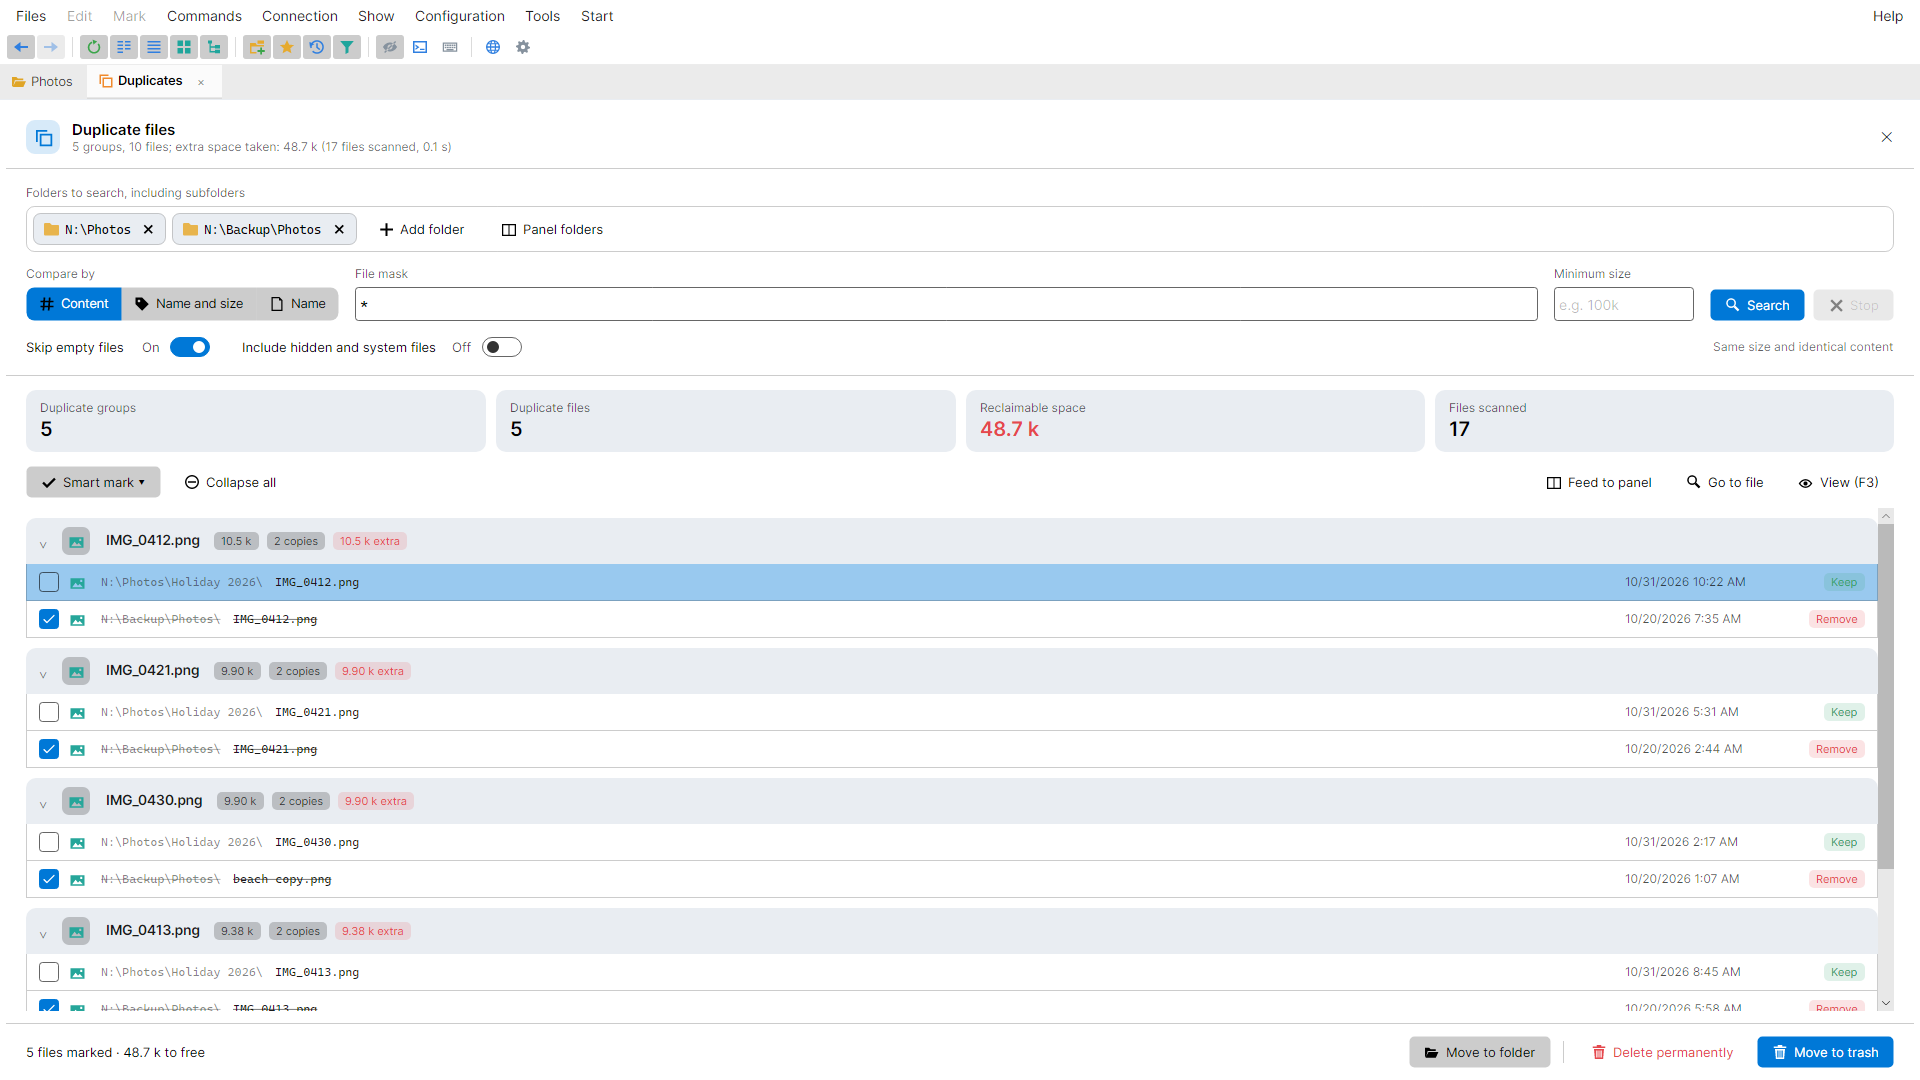 Files Edit Mark Commands Connection Show Configuration Tools Start Help
Photos Duplicates
Duplicate files
5 groups, 10 files; extra space taken: 48.7 k (17 files scanned, 0.1 s)
Folders to search, including subfolders
N:\Photos N:\Backup\Photos Add folder Panel folders
Compare by File mask Minimum size
Content Name and size Name * e.g. 100k Search Stop
Skip empty files On Include hidden and system files Off Same size and identical content
Duplicate groups Duplicate files Reclaimable space Files scanned
5 5 48.7 k 17
Smart mark Collapse all Feed to panel Go to file View (F3)
IMG_0412.png 10.5 k 2 copies 10.5 k extra
N:\Photos\Holiday 2026\ IMG_0412.png 10/31/2026 10:22 AM Keep
N:\Backup\Photos\ IMG_0412.png 10/20/2026 7:35 AM Remove
IMG_0421.png 9.90 k 2 copies 9.90 k extra
N:\Photos\Holiday 2026\ IMG_0421.png 10/31/2026 5:31 AM Keep
N:\Backup\Photos\ IMG_0421.png 10/20/2026 2:44 AM Remove
IMG_0430.png 9.90 k 2 copies 9.90 k extra
N:\Photos\Holiday 2026\ IMG_0430.png 10/31/2026 2:17 AM Keep
N:\Backup\Photos\ beach copy.png 10/20/2026 1:07 AM Remove
IMG_0413.png 9.38 k 2 copies 9.38 k extra
N:\Photos\Holiday 2026\ IMG_0413.png 10/31/2026 8:45 AM Keep
N:\Backup\Photos\ IMG_0413.png 10/20/2026 5:58 AM Remove
5 files marked · 48.7 k to free Move to folder Delete permanently Move to trash